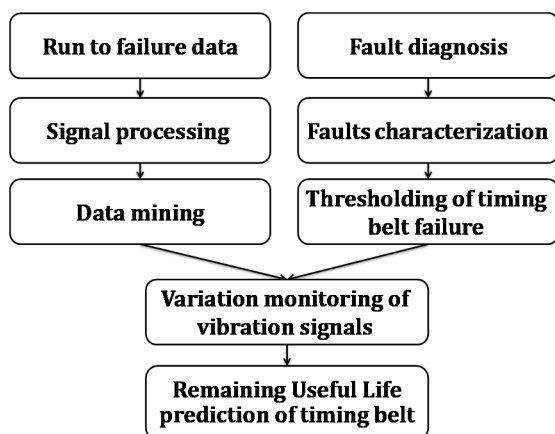 Run to failure data
Fault diagnosis
Signal processing
Faults characterization
Data mining
Thresholding of timing
belt failure
Variation monitoring of
vibration signals
Remaining Useful Life
prediction of timing belt